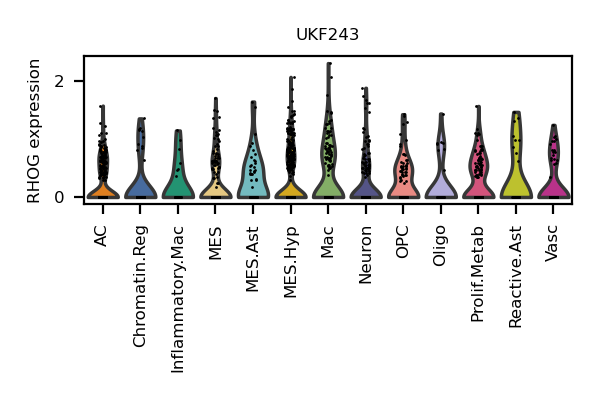 UKF243
RHOG expression
2
0
AC
Chromatin.Reg
Inflammatory.Mac
MES
MES.Ast
MES.Hyp
Mac
Neuron
OPC
Oligo
Prolif.Metab
Reactive.Ast
Vasc